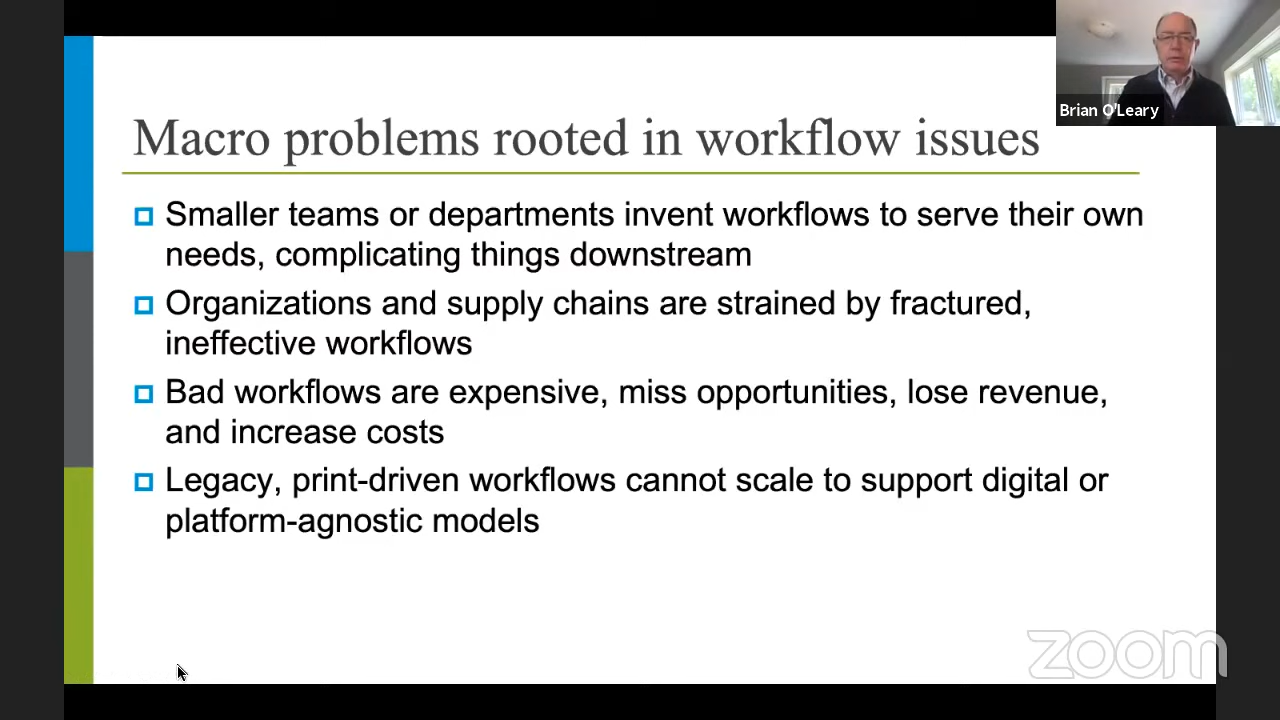 Brian O'Leary
Macro problems rooted in workflow issues
Smaller teams or departments invent workflows to serve their own
needs, complicating things downstream
Organizations and supply chains are strained by fractured,
ineffective workflows
Bad workflows are expensive, miss opportunities, lose revenue,
and increase costs
Legacy, print-driven workflows cannot scale to support digital or
platform-agnostic models
zoom